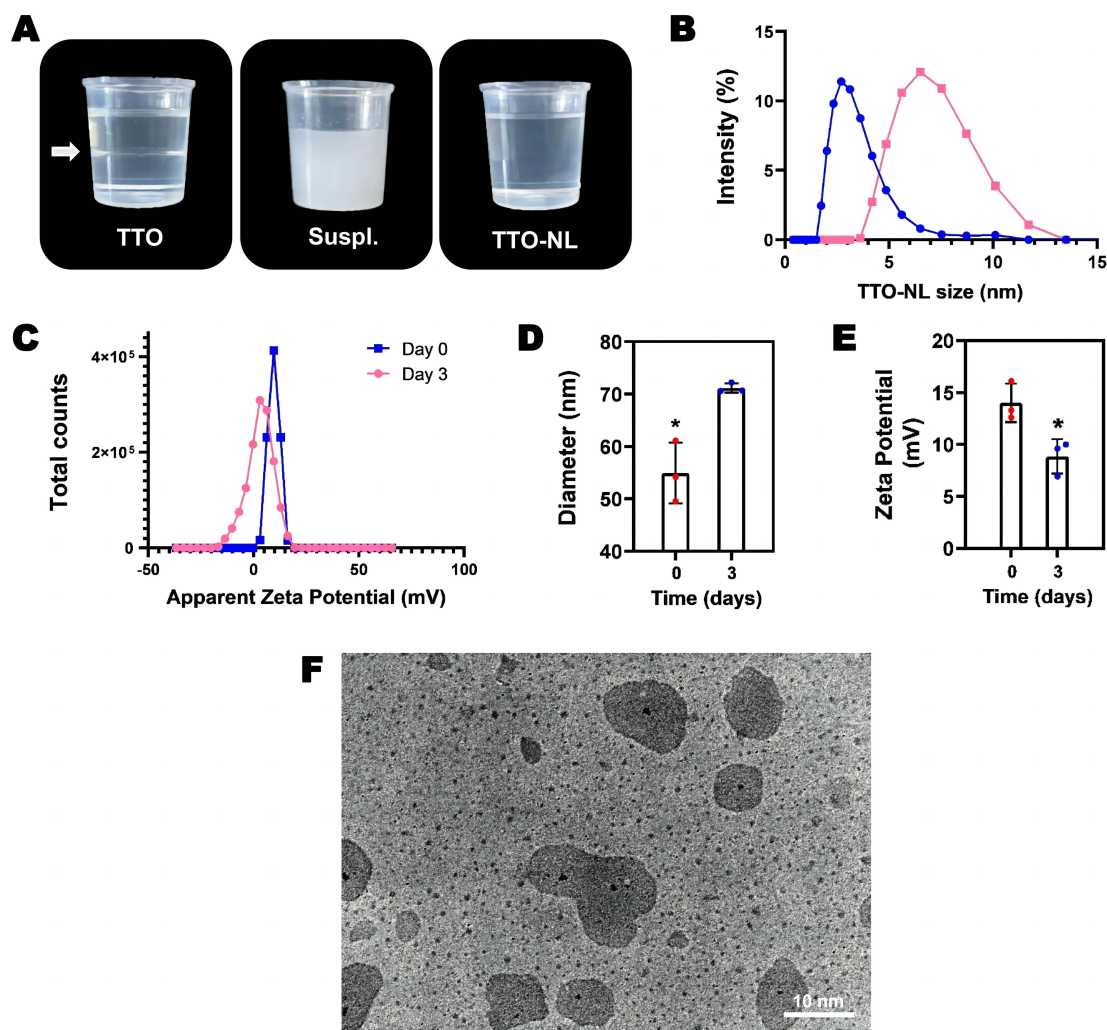 A
TTO
Suspl.
TTO-NL
B
Intensity (%)
15
10
5
0
0
5
10
15
TTO-NL size (nm)
C
Total counts
4×10⁵
2×10⁵
0
-50
0
50
100
Apparent Zeta Potential (mV)
Day 0
Day 3
D
Diameter (nm)
80
70
60
50
40
*
0
3
Time (days)
E
Zeta Potential
(mV)
20
15
10
5
0
*
0
3
Time (days)
F
10 nm